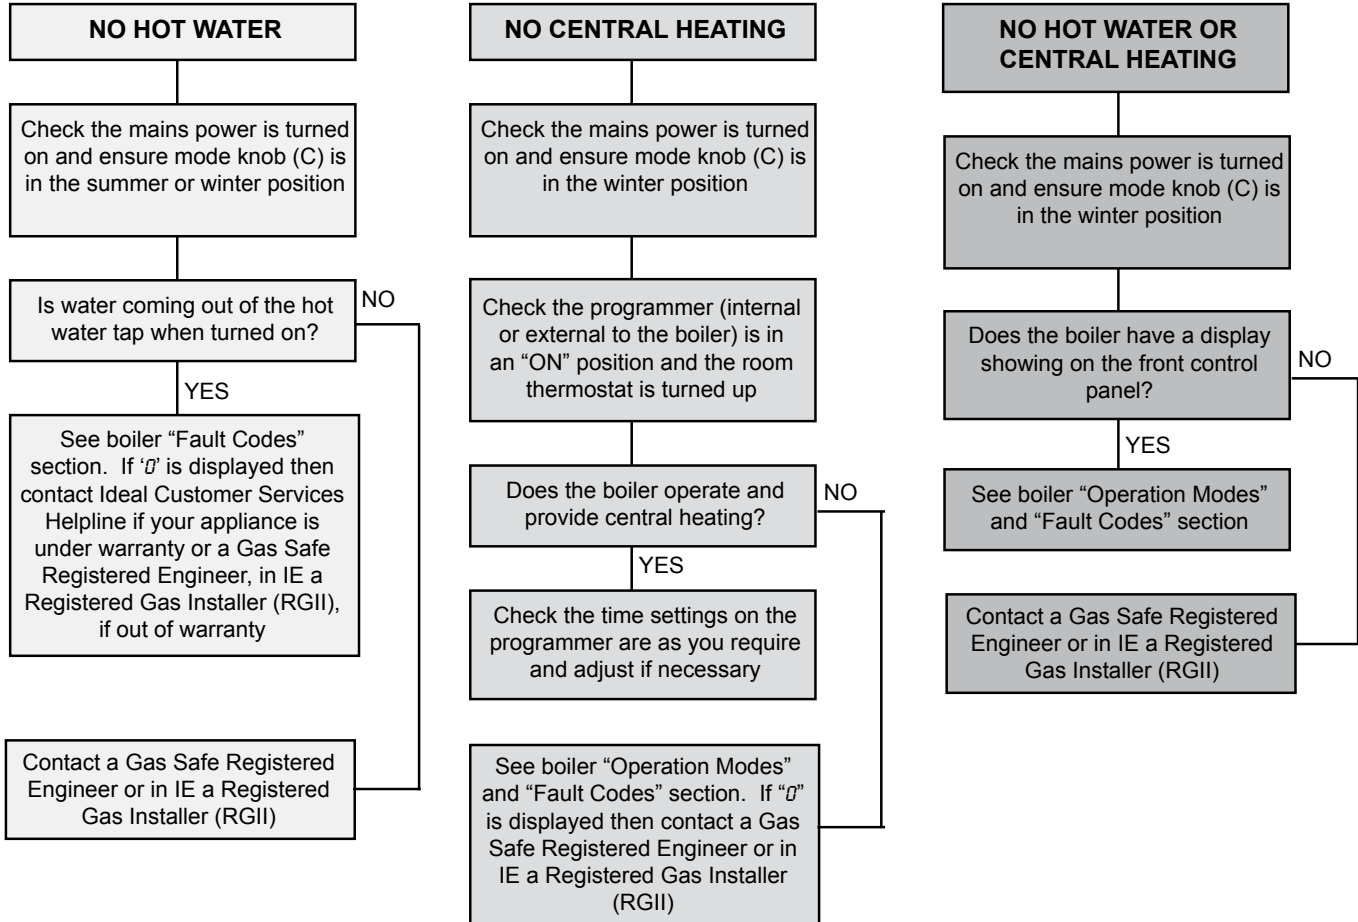 NO HOT WATER
Check the mains power is turned
on and ensure mode knob (C) is
in the summer or winter position
Is water coming out of the hot
water tap when turned on?
NO
YES
See boiler “Fault Codes”
section.  If ‘0’ is displayed then
contact Ideal Customer Services
Helpline if your appliance is
under warranty or a Gas Safe
Registered Engineer, in IE a
Registered Gas Installer (RGII),
if out of warranty
Contact a Gas Safe Registered
Engineer or in IE a Registered
Gas Installer (RGII)
NO CENTRAL HEATING
Check the mains power is turned
on and ensure mode knob (C) is
in the winter position
Check the programmer (internal
or external to the boiler) is in
an “ON” position and the room
thermostat is turned up
Does the boiler operate and
provide central heating?
NO
YES
Check the time settings on the
programmer are as you require
and adjust if necessary
See boiler “Operation Modes”
and “Fault Codes” section.  If “0”
is displayed then contact a Gas
Safe Registered Engineer or in
IE a Registered Gas Installer
(RGII)
NO HOT WATER OR
CENTRAL HEATING
Check the mains power is turned
on and ensure mode knob (C) is
in the winter position
Does the boiler have a display
showing on the front control
panel?
NO
YES
See boiler “Operation Modes”
and “Fault Codes” section
Contact a Gas Safe Registered
Engineer or in IE a Registered
Gas Installer (RGII)